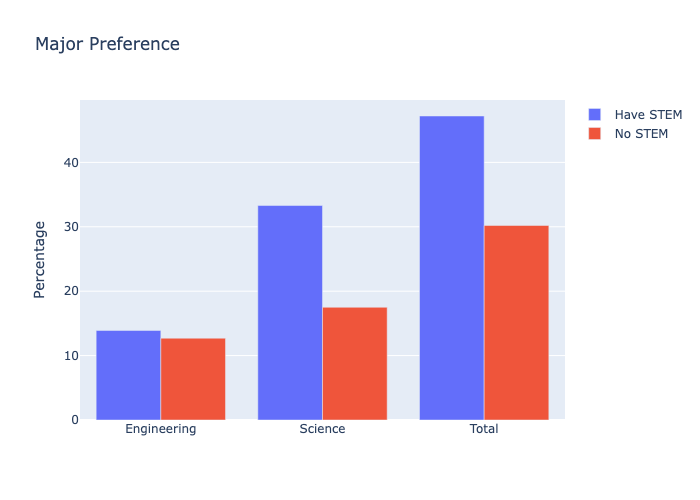 Major Preference
Have STEM
No STEM
Percentage
40
30
20
10
0
Engineering
Science
Total